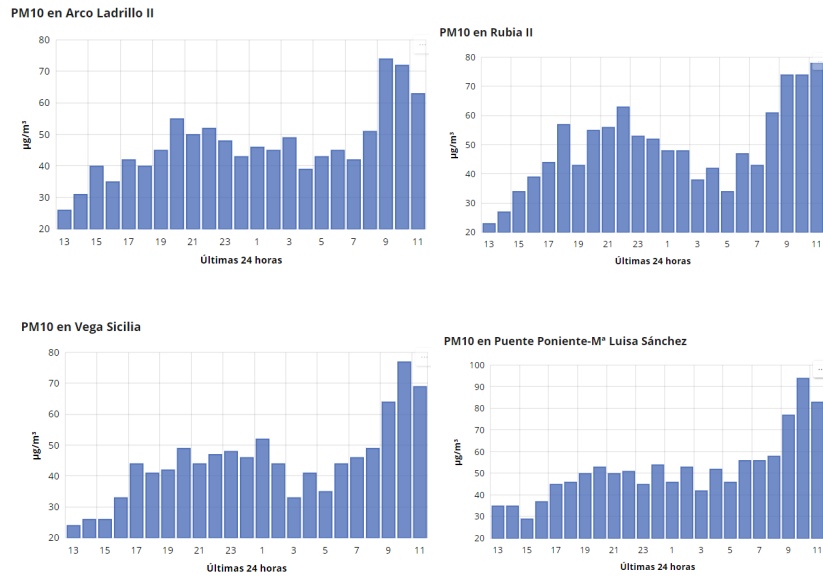 PM10 en Arco Ladrillo II
80
70
60
50
40
30
20
µg/m³
13 15 17 19 21 23 1 3 5 7 9 11
Últimas 24 horas
PM10 en Rubia II
80
70
60
50
40
30
20
µg/m³
13 15 17 19 21 23 1 3 5 7 9 11
Últimas 24 horas
PM10 en Vega Sicilia
80
70
60
50
40
30
20
µg/m³
13 15 17 19 21 23 1 3 5 7 9 11
Últimas 24 horas
PM10 en Puente Poniente-Mª Luisa Sánchez
100
90
80
70
60
50
40
30
20
µg/m³
13 15 17 19 21 23 1 3 5 7 9 11
Últimas 24 horas